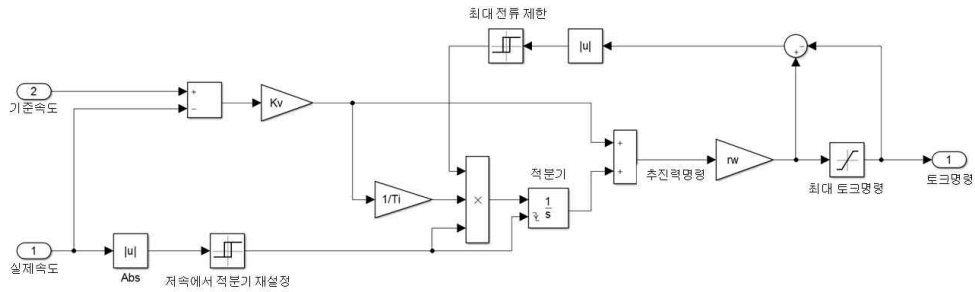 최대 전류 제한
|u|
-
+
2
기준속도
+
−
Kv
+
+
추진력명령
rw
최대 토크명령
1
토크명령
1/Ti
×
적분기
1
s
1
실제속도
|u|
Abs
저속에서 적분기 재설정